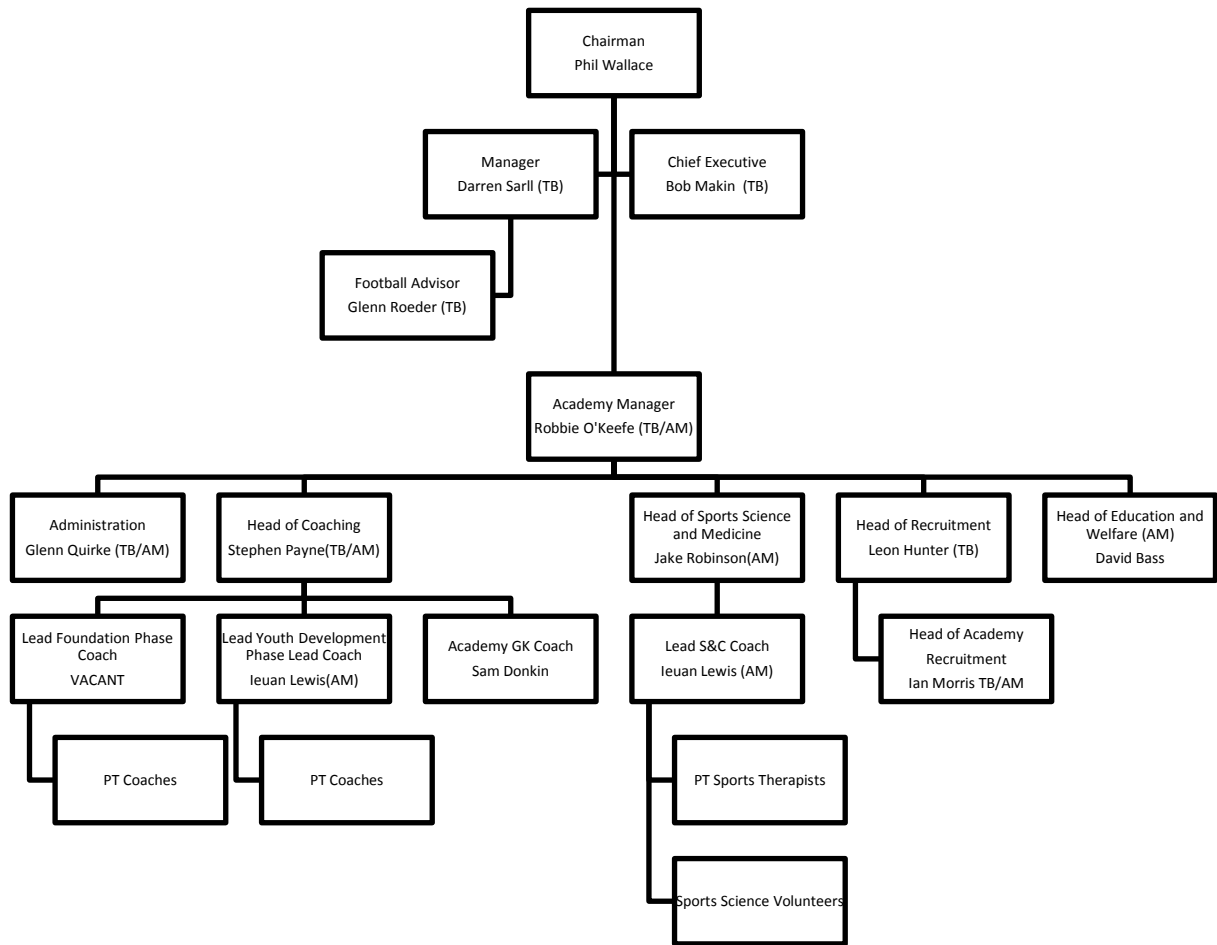 Chairman
Phil Wallace
Manager
Darren Sarll (TB)
Chief Executive
Bob Makin  (TB)
Football Advisor
Glenn Roeder (TB)
Academy Manager
Robbie O'Keefe (TB/AM)
Administration
Glenn Quirke (TB/AM)
Head of Coaching
Stephen Payne(TB/AM)
Head of Sports Science
and Medicine
Jake Robinson(AM)
Head of Recruitment
Leon Hunter (TB)
Head of Education and
Welfare (AM)
David Bass
Lead Foundation Phase
Coach
VACANT
Lead Youth Development
Phase Lead Coach
Ieuan Lewis(AM)
Academy GK Coach
Sam Donkin
Lead S&C Coach
Ieuan Lewis (AM)
Head of Academy
Recruitment
Ian Morris TB/AM
PT Coaches
PT Coaches
PT Sports Therapists
Sports Science Volunteers